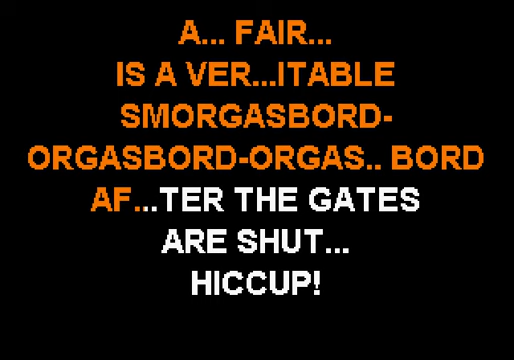 A... FAIR...
IS A VER...ITABLE
SMORGASBORD-
ORGASBORD-ORGAS.. BORD
AF...TER THE GATES
ARE SHUT...
HICCUP!